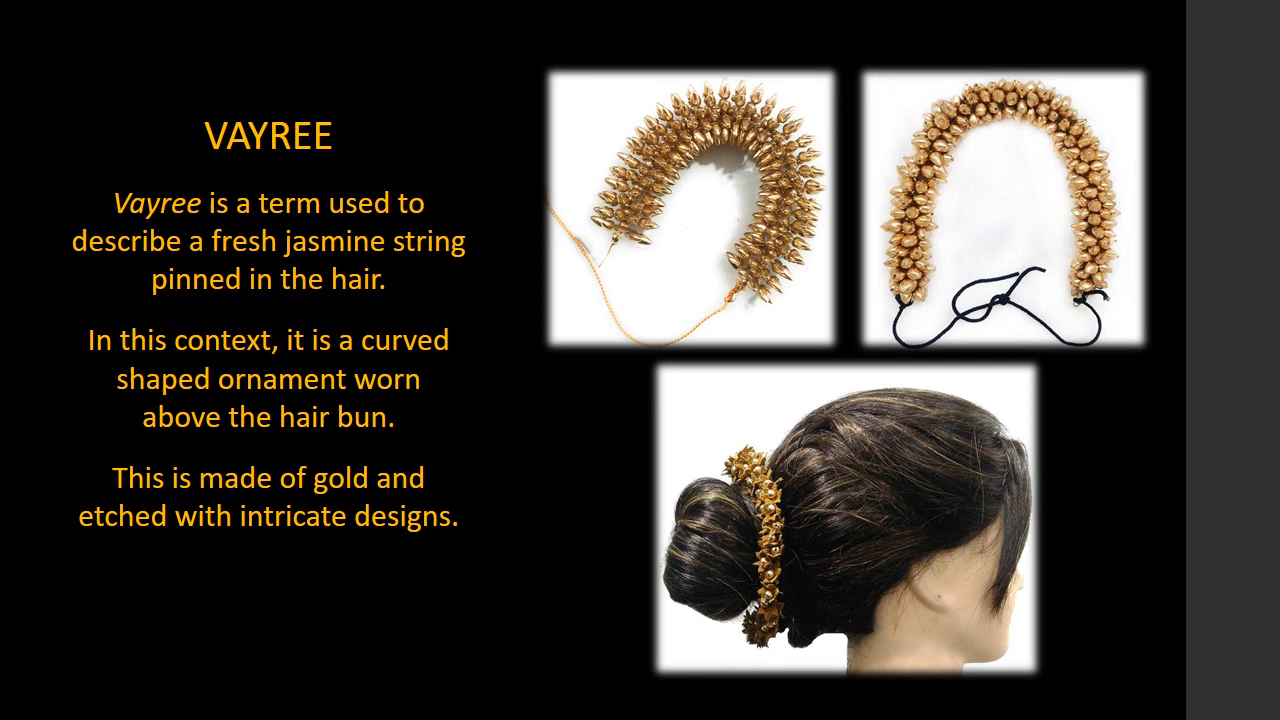 VAYREE
Vayree is a term used to
describe a fresh jasmine string
pinned in the hair.
In this context, it is a curved
shaped ornament worn
above the hair bun.
This is made of gold and
etched with intricate designs.